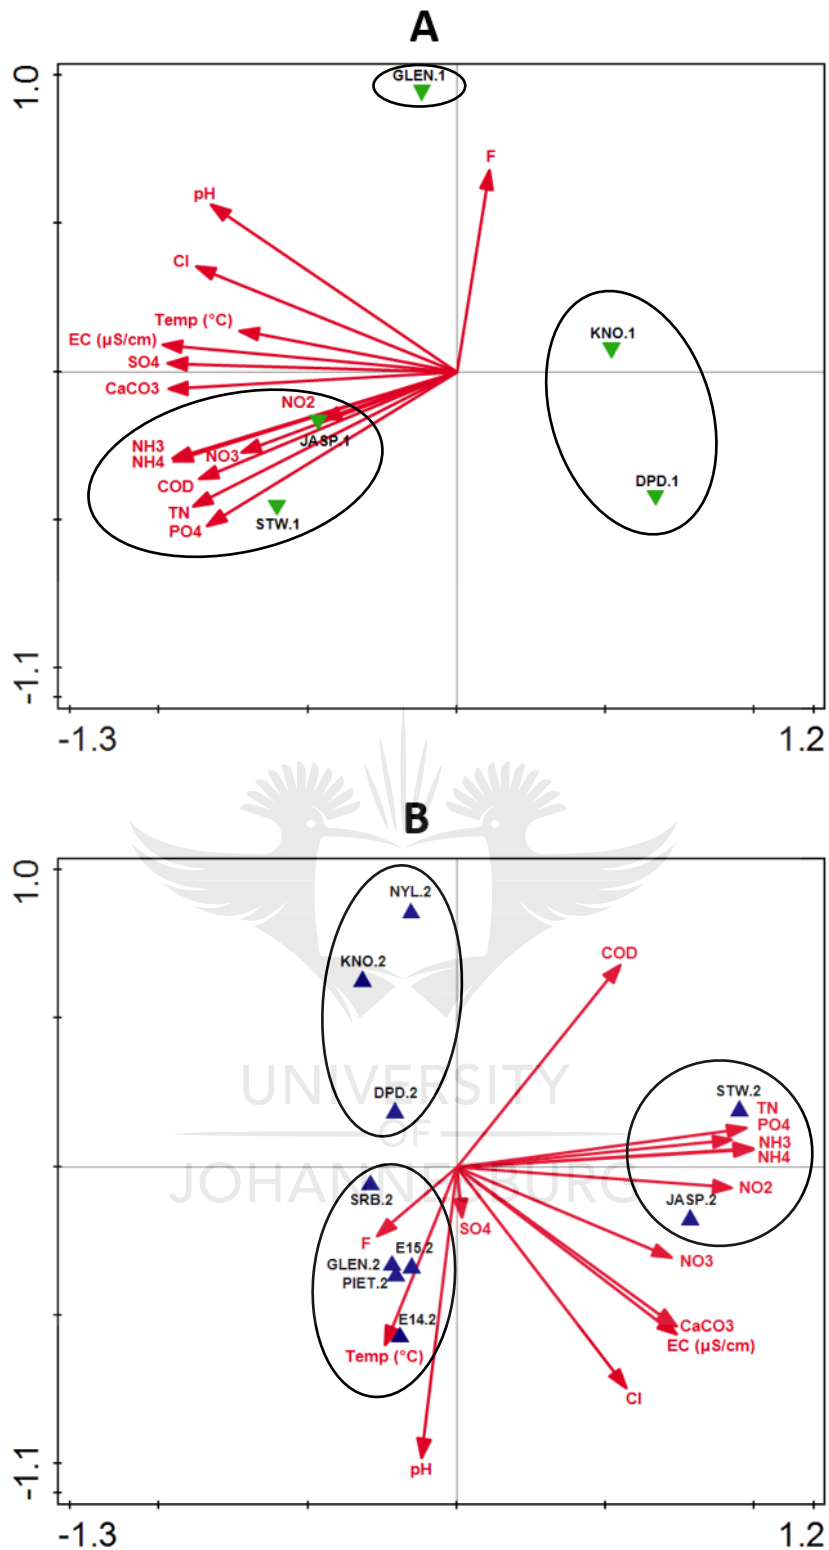 A
1.0
GLEN.1
F
pH
Cl
Temp (°C)
EC (µS/cm)
SO4
CaCO3
KNO.1
NO2
JASP.1
NH3
NH4
NO3
COD
TN
PO4
STW.1
DPD.1
-1.1
-1.3
1.2
B
1.0
NYL.2
KNO.2
COD
DPD.2
UNIVERSITY
OF
JOHANNESBURG
STW.2
TN
PO4
NH3
NH4
NO2
JASP.2
SRB.2
SO4
F
E15.2
GLEN.2
PIET.2
NO3
E14.2
Temp (°C)
CaCO3
EC (µS/cm)
Cl
pH
-1.1
-1.3
1.2